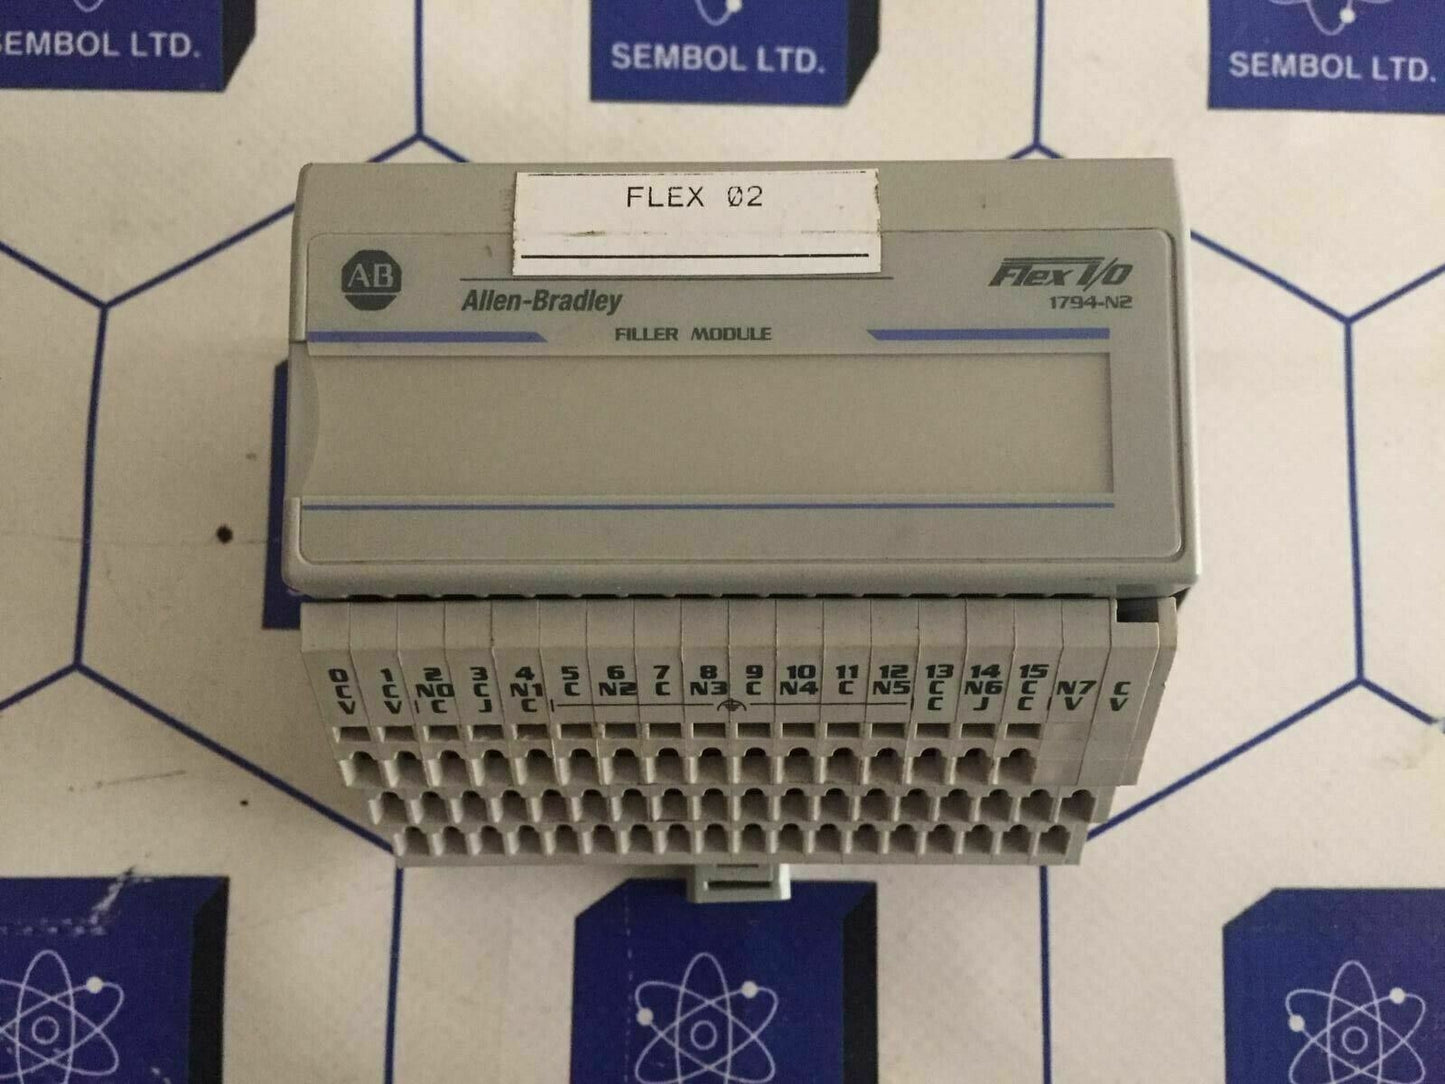 SEMBOL LTD.
SEMBOL LTD.
SEMBOL LTD.
FLEX 02
AB
Allen-Bradley
Flex I/O
1794-N2
FILLER MODULE
0 1 2 3 4 5 6 7 8 9 10 11 12 13 14 15
C C N0 C N1 C N2 C N3 C N4 C N5 C N6 C N7 C
V V C J C C J C V V